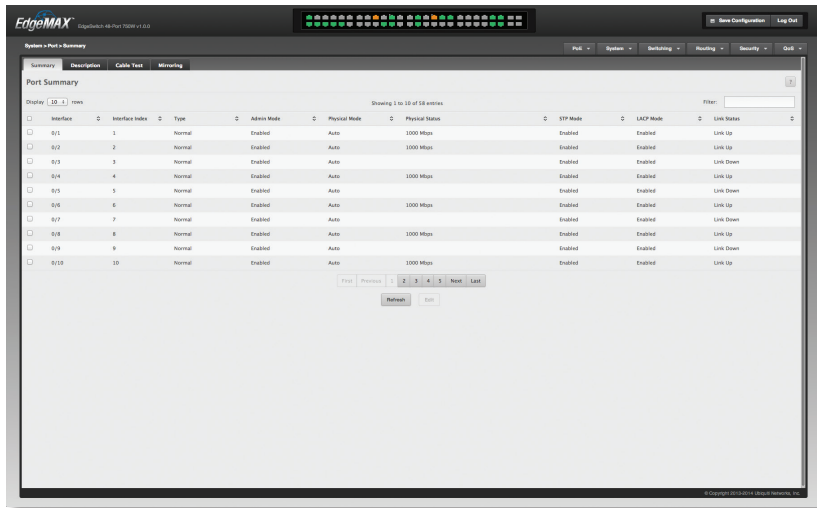 EdgeMAX EdgeSwitch 48-Port 750W v1.0.0
Save Configuration Log Out
System > Port > Summary
PoE System Switching Routing Security QoS
Summary Description Cable Test Mirroring
Port Summary
?
Display 10 rows Showing 1 to 10 of 58 entries Filter:
Interface Interface Index Type Admin Mode Physical Mode Physical Status STP Mode LACP Mode Link Status
0/1 1 Normal Enabled Auto 1000 Mbps Enabled Enabled Link Up
0/2 2 Normal Enabled Auto 1000 Mbps Enabled Enabled Link Up
0/3 3 Normal Enabled Auto Enabled Enabled Link Down
0/4 4 Normal Enabled Auto 1000 Mbps Enabled Enabled Link Up
0/5 5 Normal Enabled Auto Enabled Enabled Link Down
0/6 6 Normal Enabled Auto 1000 Mbps Enabled Enabled Link Up
0/7 7 Normal Enabled Auto Enabled Enabled Link Down
0/8 8 Normal Enabled Auto 1000 Mbps Enabled Enabled Link Up
0/9 9 Normal Enabled Auto Enabled Enabled Link Down
0/10 10 Normal Enabled Auto 1000 Mbps Enabled Enabled Link Up
First Previous 1 2 3 4 5 Next Last
Refresh Edit
© Copyright 2013-2014 Ubiquiti Networks, Inc.